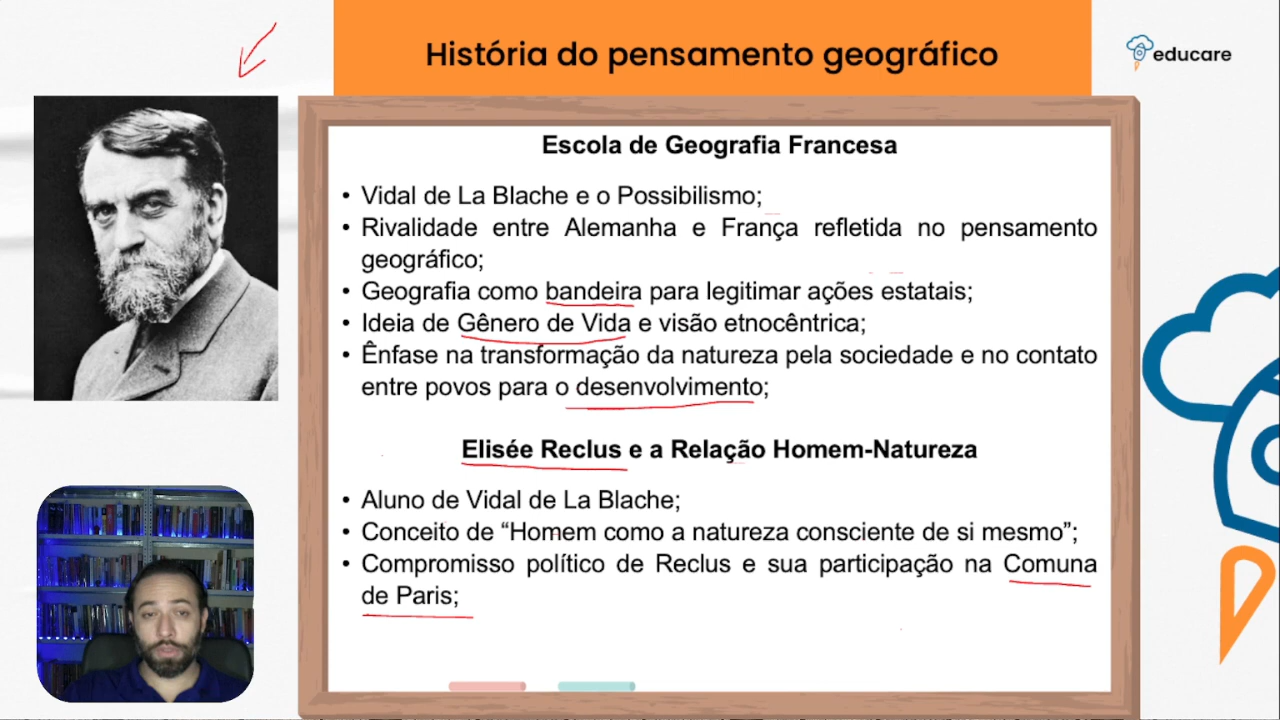 História do pensamento geográfico
educare
Escola de Geografia Francesa
• Vidal de La Blache e o Possibilismo;
• Rivalidade entre Alemanha e França refletida no pensamento
geográfico;
• Geografia como bandeira para legitimar ações estatais;
• Ideia de Gênero de Vida e visão etnocêntrica;
• Ênfase na transformação da natureza pela sociedade e no contato
entre povos para o desenvolvimento;
Elisée Reclus e a Relação Homem-Natureza
• Aluno de Vidal de La Blache;
• Conceito de “Homem como a natureza consciente de si mesmo”;
• Compromisso político de Reclus e sua participação na Comuna
de Paris;